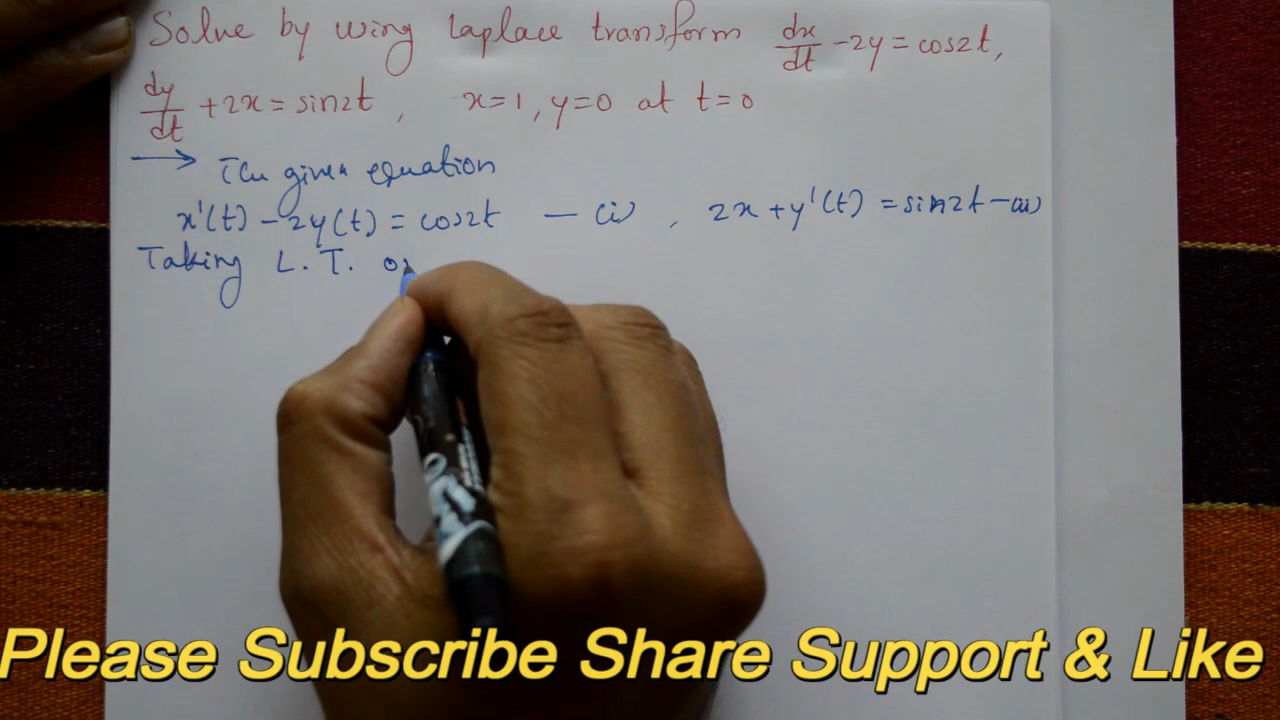 Solve by using Laplace transform dx/dt - 2y = cos2t,
dy/dt + 2x = sin2t, x=1, y=0 at t=0
→ The given equation
x'(t) - 2y(t) = cos2t — (i), 2x + y'(t) = sin2t — (ii)
Taking L.T. on
Please Subscribe Share Support & Like